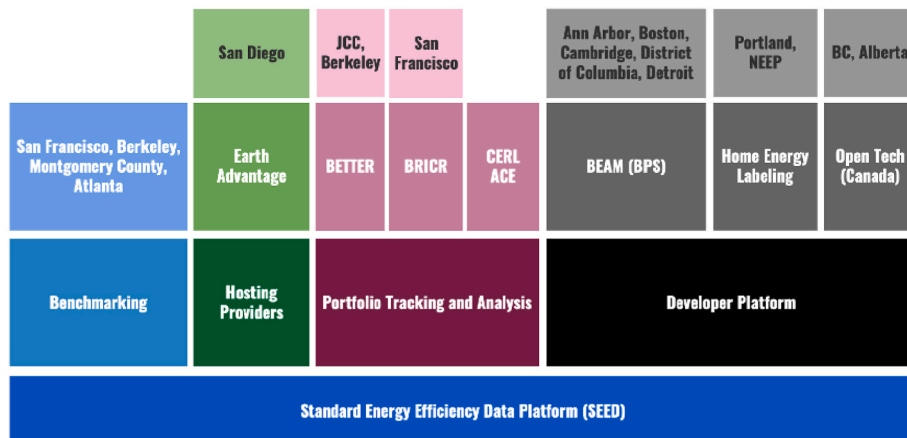 San Diego
JCC,
Berkeley
San
Francisco
Ann Arbor, Boston,
Cambridge, District
of Columbia, Detroit
Portland,
NEEP
BC, Alberta
San Francisco, Berkeley,
Montgomery County,
Atlanta
Earth
Advantage
BETTER
BRICR
CERL
ACE
BEAM (BPS)
Home Energy
Labeling
Open Tech
(Canada)
Benchmarking
Hosting
Providers
Portfolio Tracking and Analysis
Developer Platform
Standard Energy Efficiency Data Platform (SEED)